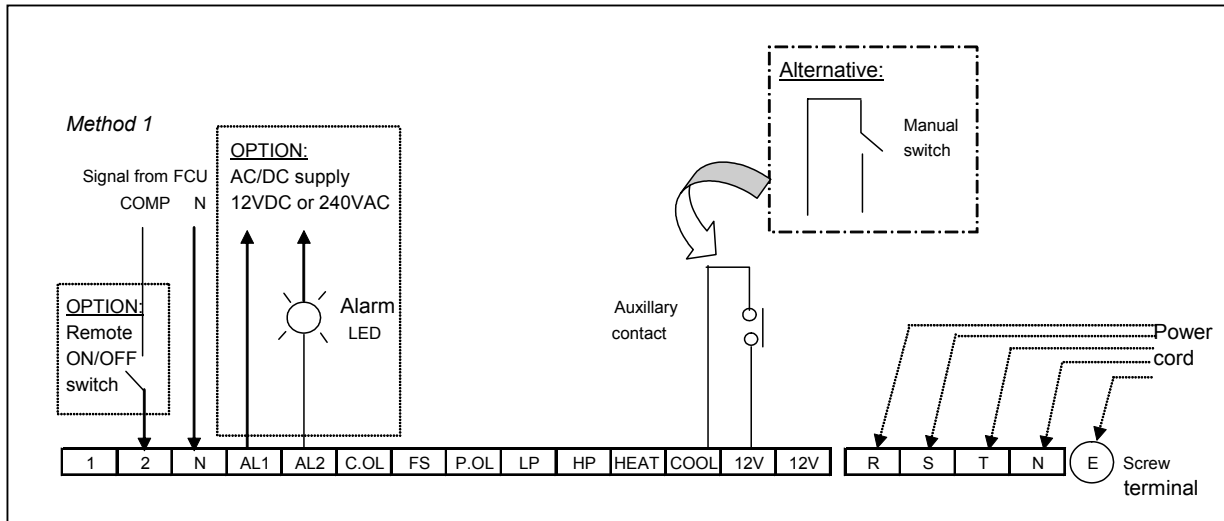 Method 1
Signal from FCU
COMP N
OPTION:
Remote
ON/OFF
switch
OPTION:
AC/DC supply
12VDC or 240VAC
Alarm
LED
Auxillary
contact
Alternative:
Manual
switch
Power
cord
1 2 N AL1 AL2 C.OL FS P.OL LP HP HEAT COOL 12V 12V
R S T N E
Screw
terminal